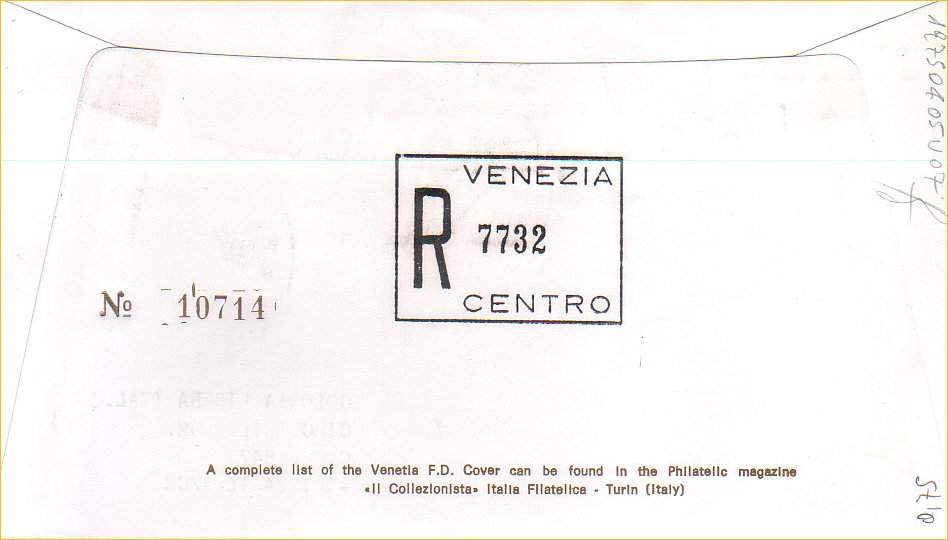 VENEZIA
R 7732
CENTRO
№ 10714
A complete list of the Venetia F.D. Cover can be found in the Philatelic magazine
«Il Collezionista» Italia Filatelica - Turin (Italy)
19750405U07